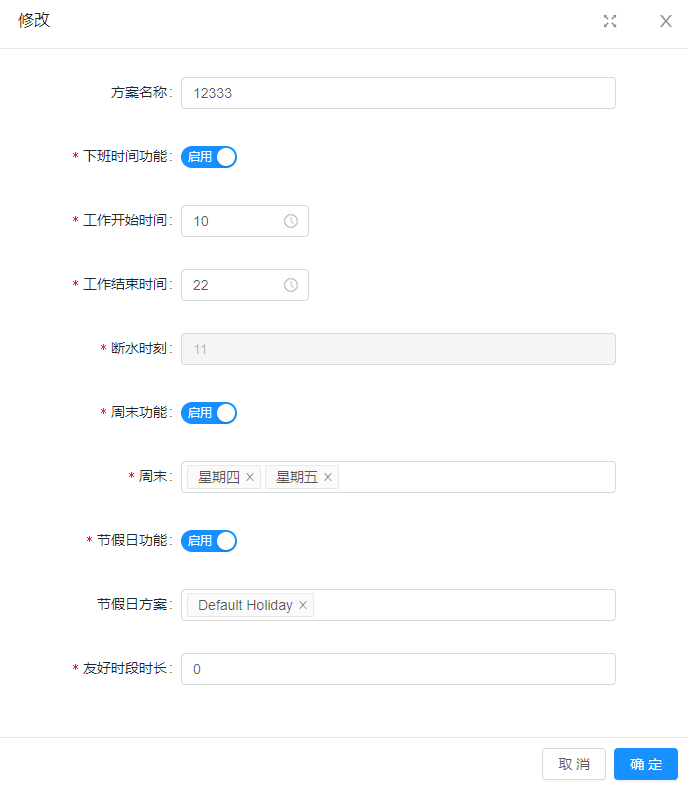 修改
方案名称: 12333
* 下班时间功能: 启用
* 工作开始时间: 10
* 工作结束时间: 22
* 断水时刻: 11
* 周末功能: 启用
* 周末: 星期四 X 星期五 X
* 节假日功能: 启用
节假日方案: Default Holiday X
* 友好时段时长: 0
取 消 确 定